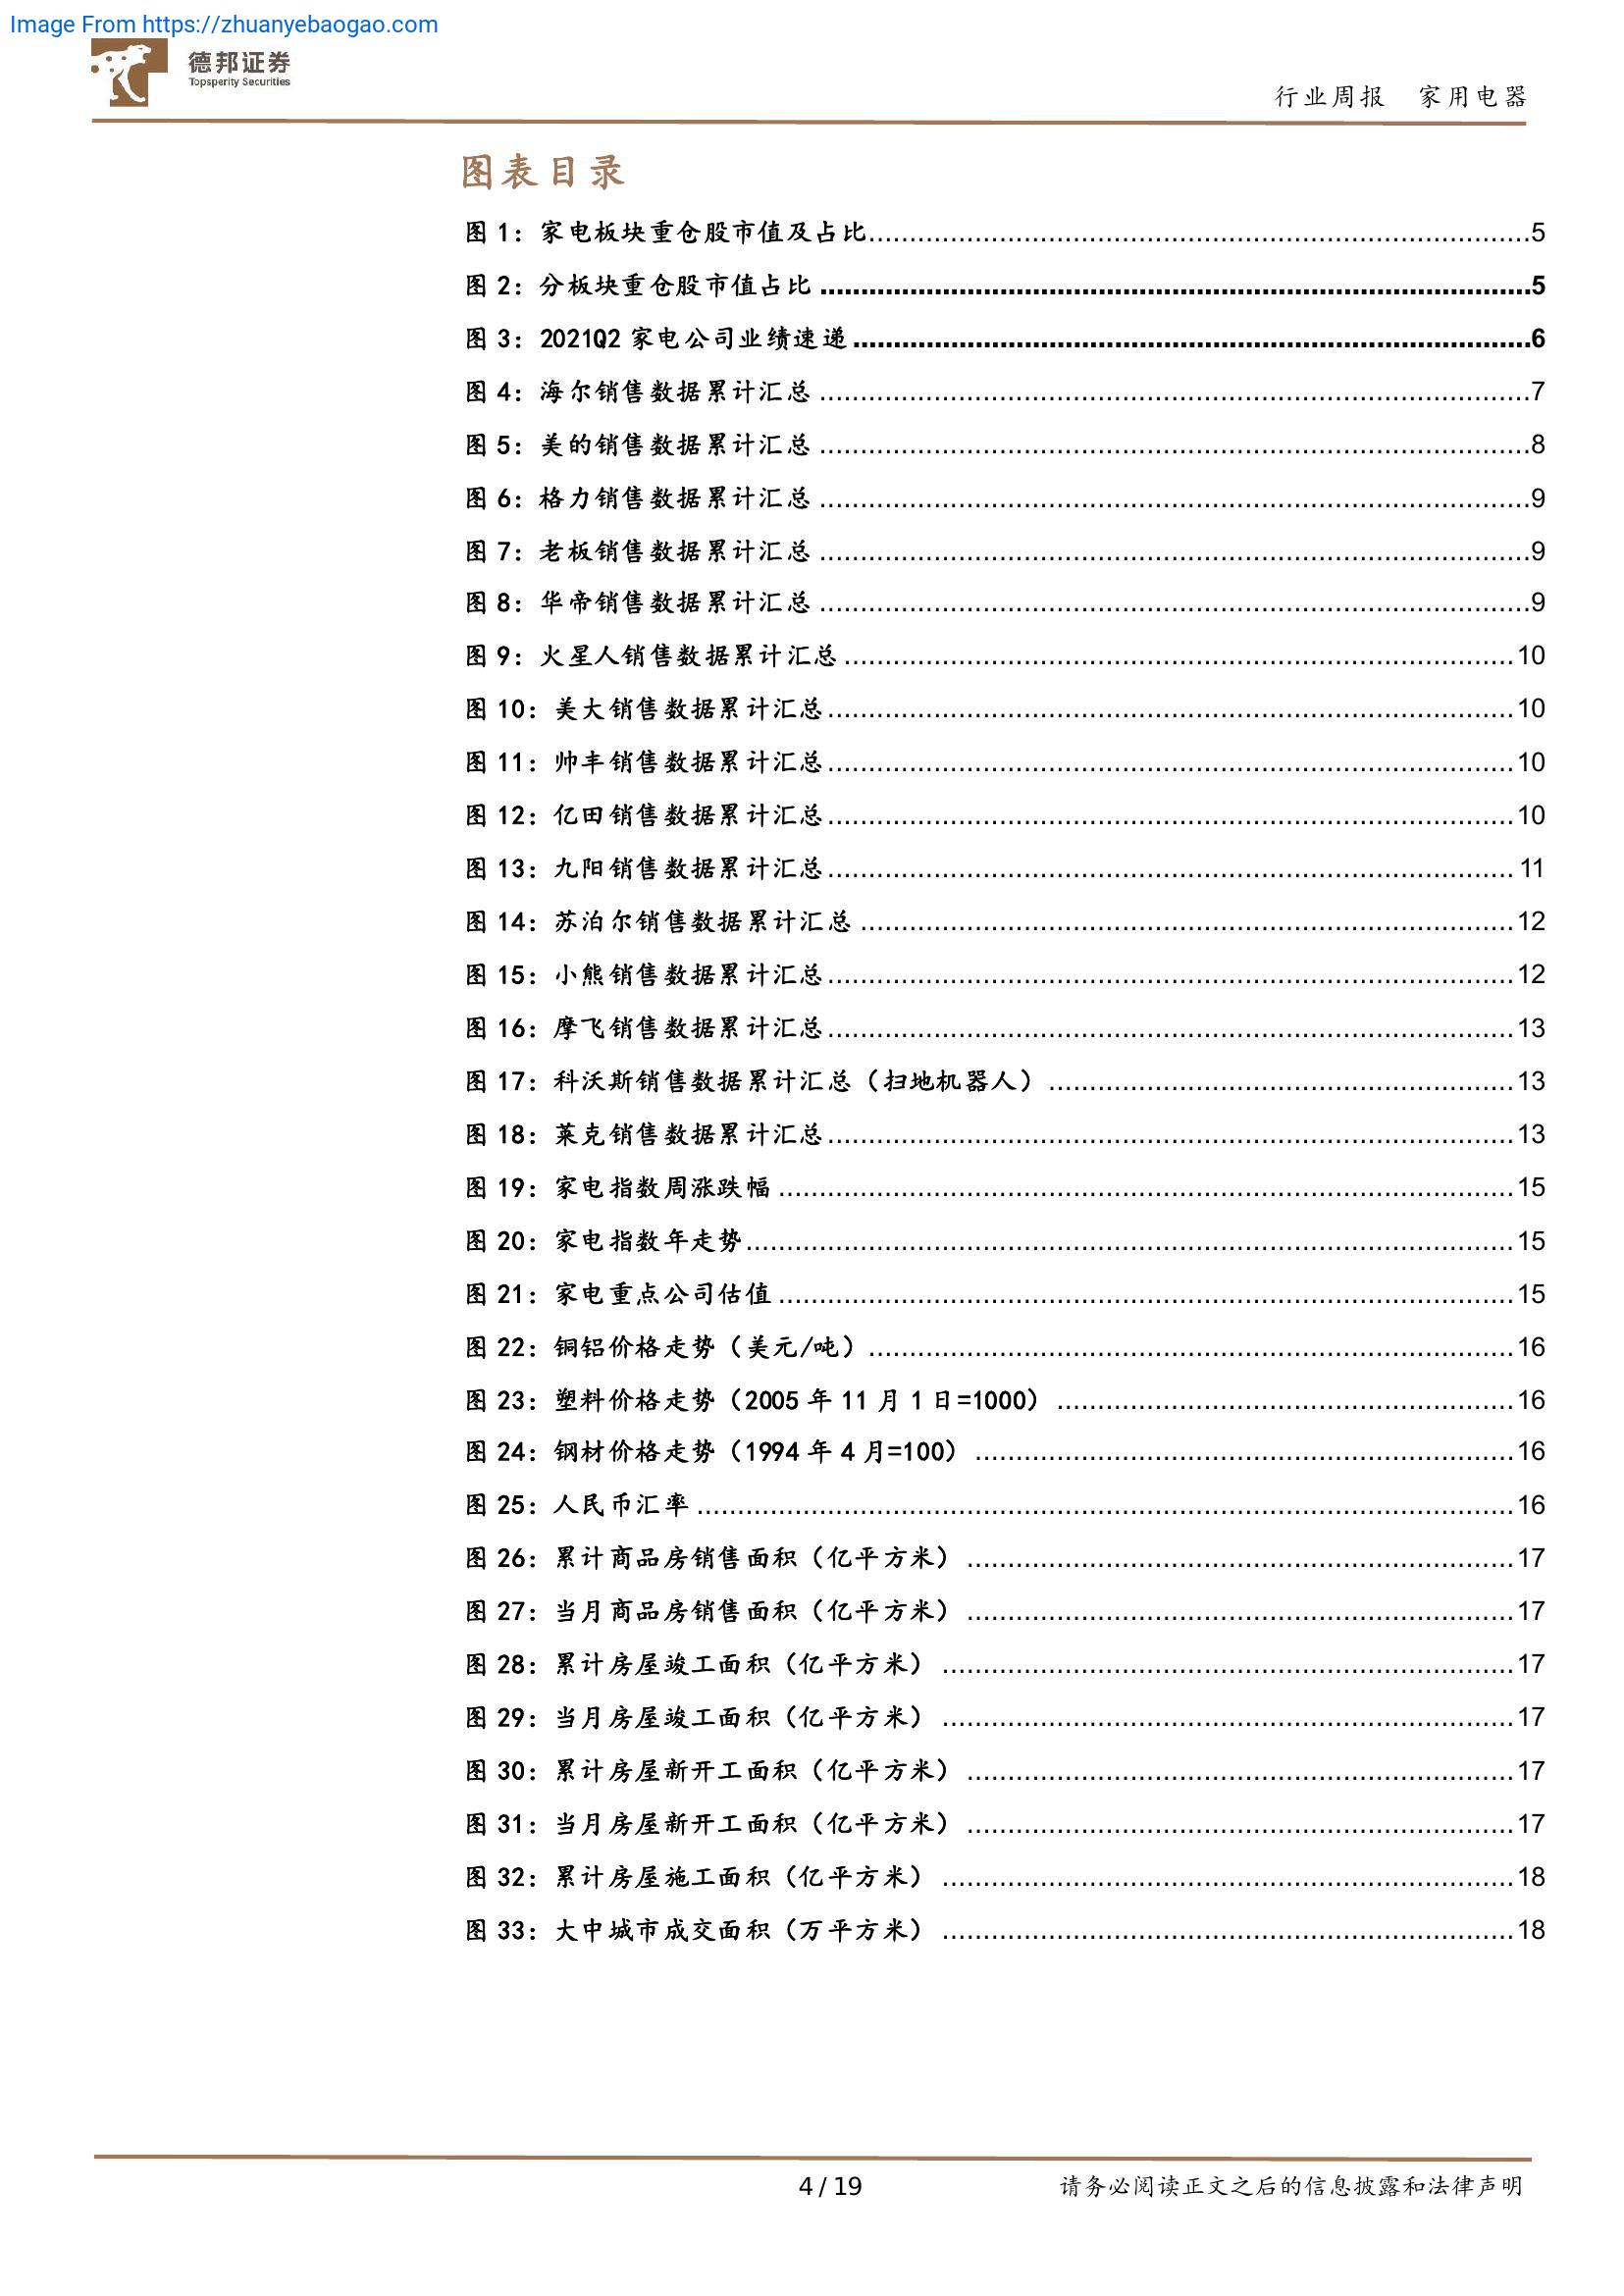 Image From https://zhuanyebaogao.com
德邦证券
Topsperity Securities
行业周报 家用电器
图表目录
图 1：家电板块重仓股市值及占比................................................................................5
图 2：分板块重仓股市值占比................................................................................5
图 3：2021Q2 家电公司业绩速递................................................................................6
图 4：海尔销售数据累计汇总................................................................................7
图 5：美的销售数据累计汇总................................................................................8
图 6：格力销售数据累计汇总................................................................................9
图 7：老板销售数据累计汇总................................................................................9
图 8：华帝销售数据累计汇总................................................................................9
图 9：火星人销售数据累计汇总................................................................................10
图 10：美大销售数据累计汇总................................................................................10
图 11：帅丰销售数据累计汇总................................................................................10
图 12：亿田销售数据累计汇总................................................................................10
图 13：九阳销售数据累计汇总................................................................................11
图 14：苏泊尔销售数据累计汇总................................................................................12
图 15：小熊销售数据累计汇总................................................................................12
图 16：摩飞销售数据累计汇总................................................................................13
图 17：科沃斯销售数据累计汇总（扫地机器人）................................................................................13
图 18：莱克销售数据累计汇总................................................................................13
图 19：家电指数周涨跌幅................................................................................15
图 20：家电指数年走势................................................................................15
图 21：家电重点公司估值................................................................................15
图 22：铜铝价格走势（美元/吨）................................................................................16
图 23：塑料价格走势（2005 年 11 月 1 日=1000）................................................................................16
图 24：钢材价格走势（1994 年 4 月=100）................................................................................16
图 25：人民币汇率................................................................................16
图 26：累计商品房销售面积（亿平方米）................................................................................17
图 27：当月商品房销售面积（亿平方米）................................................................................17
图 28：累计房屋竣工面积（亿平方米）................................................................................17
图 29：当月房屋竣工面积（亿平方米）................................................................................17
图 30：累计房屋新开工面积（亿平方米）................................................................................17
图 31：当月房屋新开工面积（亿平方米）................................................................................17
图 32：累计房屋施工面积（亿平方米）................................................................................18
图 33：大中城市成交面积（万平方米）................................................................................18
4 / 19 请务必阅读正文之后的信息披露和法律声明